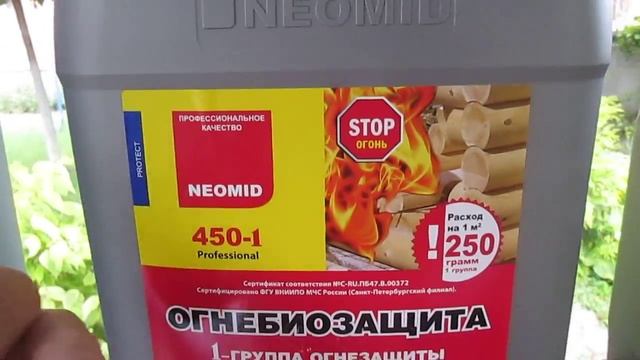 NEOMID
ПРОФЕССИОНАЛЬНОЕ
КАЧЕСТВО
NEOMID
PROTECT
450-1
Professional
STOP
ОГОНЬ
Расход
на 1 м²
! 250
грамм
1 группа
Сертификат соответствия №C-RU.ПБ47.В.00372
Сертифицировано ФГУ ВНИИПО МЧС России (Санкт-Петербургский филиал).
ОГНЕБИОЗАЩИТА
1-ГРУППА ОГНЕЗАЩИТЫ